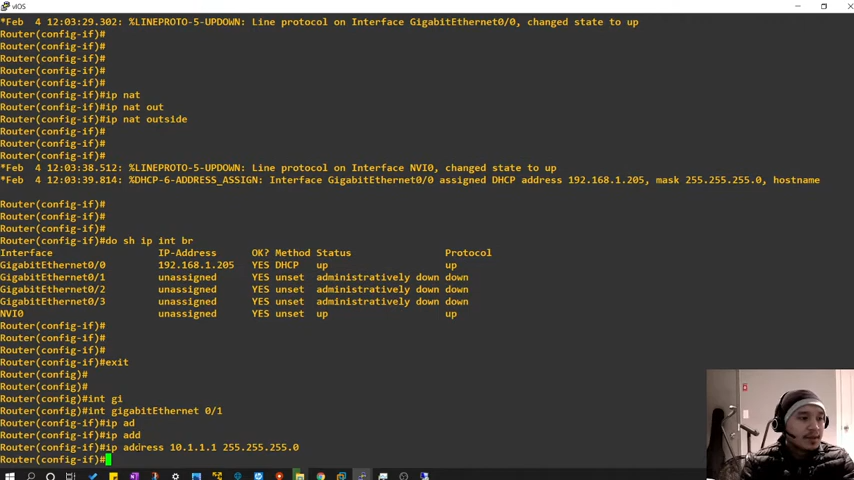 vIOS
*Feb  4 12:03:29.302: %LINEPROTO-5-UPDOWN: Line protocol on Interface GigabitEthernet0/0, changed state to up
Router(config-if)#
Router(config-if)#
Router(config-if)#
Router(config-if)#
Router(config-if)#
Router(config-if)#ip nat
Router(config-if)#ip nat out
Router(config-if)#ip nat outside
Router(config-if)#
Router(config-if)#
Router(config-if)#
*Feb  4 12:03:38.512: %LINEPROTO-5-UPDOWN: Line protocol on Interface NVI0, changed state to up
*Feb  4 12:03:39.814: %DHCP-6-ADDRESS_ASSIGN: Interface GigabitEthernet0/0 assigned DHCP address 192.168.1.205, mask 255.255.255.0, hostname
Router(config-if)#
Router(config-if)#
Router(config-if)#
Router(config-if)#do sh ip int br
Interface                  IP-Address      OK? Method Status                Protocol
GigabitEthernet0/0         192.168.1.205   YES DHCP   up                    up
GigabitEthernet0/1         unassigned      YES unset  administratively down down
GigabitEthernet0/2         unassigned      YES unset  administratively down down
GigabitEthernet0/3         unassigned      YES unset  administratively down down
NVI0                       unassigned      YES unset  up                    up
Router(config-if)#
Router(config-if)#
Router(config-if)#
Router(config-if)#exit
Router(config)#
Router(config)#
Router(config)#int gi
Router(config)#int gigabitEthernet 0/1
Router(config-if)#ip ad
Router(config-if)#ip add
Router(config-if)#ip address 10.1.1.1 255.255.255.0
Router(config-if)#